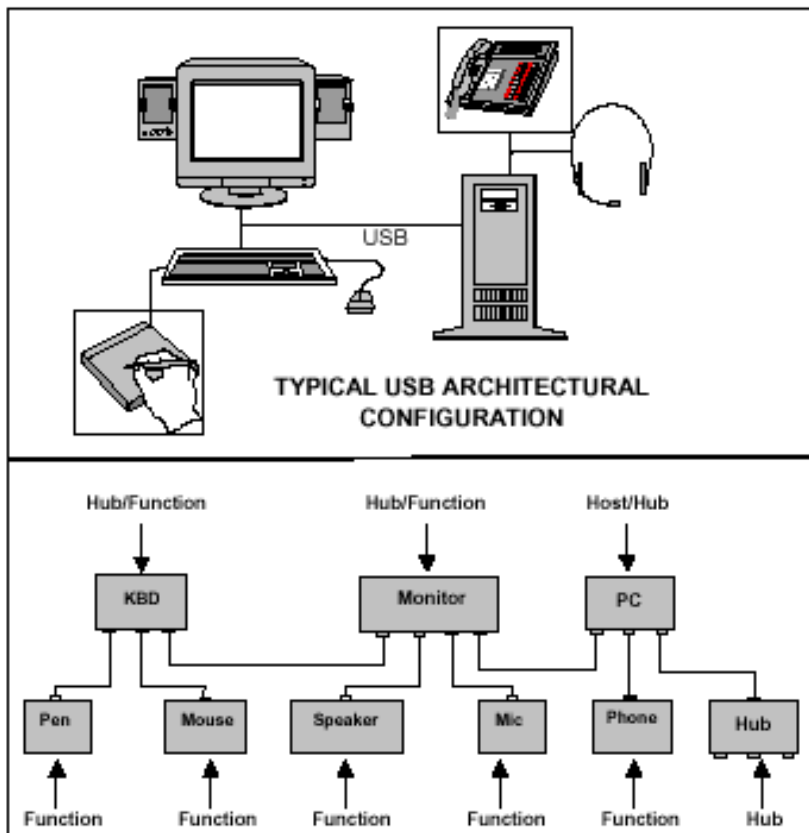 USB
TYPICAL USB ARCHITECTURAL
CONFIGURATION
Hub/Function Hub/Function Host/Hub
KBD Monitor PC
Pen Mouse Speaker Mic Phone Hub
Function Function Function Function Function Hub